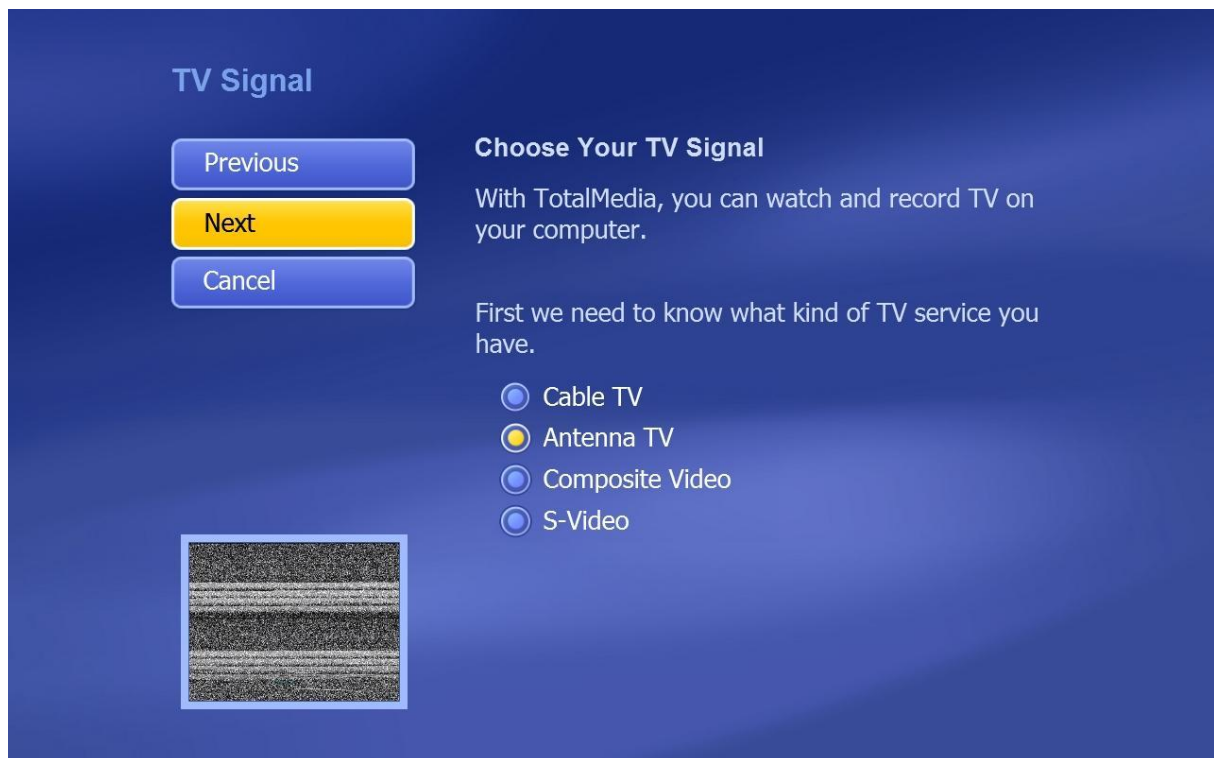 TV Signal
Previous
Next
Cancel
Choose Your TV Signal
With TotalMedia, you can watch and record TV on
your computer.
First we need to know what kind of TV service you
have.
Cable TV
Antenna TV
Composite Video
S-Video